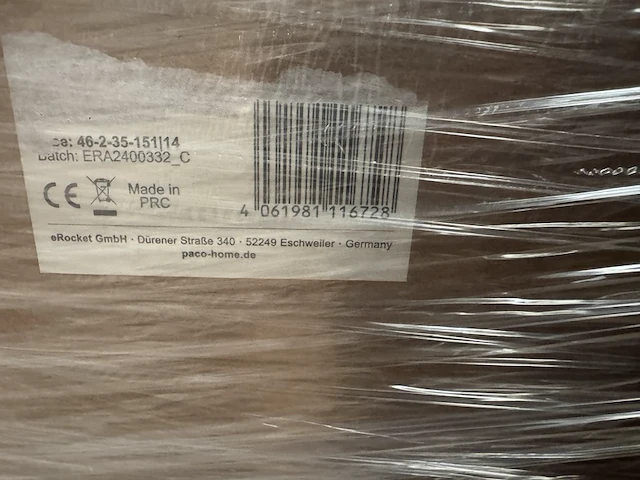 46-2-35-151|14
Batch: ERA2400332_C
CE
Made in
PRC
4 061981 116728
eRocket GmbH · Dürener Straße 340 · 52249 Eschweiler · Germany
paco-home.de